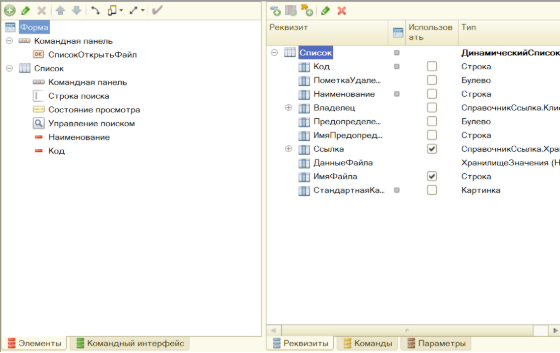 Форма
Командная панель
СписокОткрытьФайл
Список
Командная панель
Строка поиска
Состояние просмотра
Управление поиском
Наименование
Код
Элементы
Командный интерфейс
Реквизит
Использов
ать
Тип
Список
ДинамическийСписок
Код
Строка
ПометкаУдале..
Булево
Наименование
Строка
Владелец
СправочникСсылка.Кли
Предопределе..
Булево
ИмяПредопред..
Строка
Ссылка
СправочникСсылка.Хра
ДанныеФайла
ХранилищеЗначения (Н
ИмяФайла
Строка
СтандартнаяКа..
Картинка
Реквизиты
Команды
Параметры